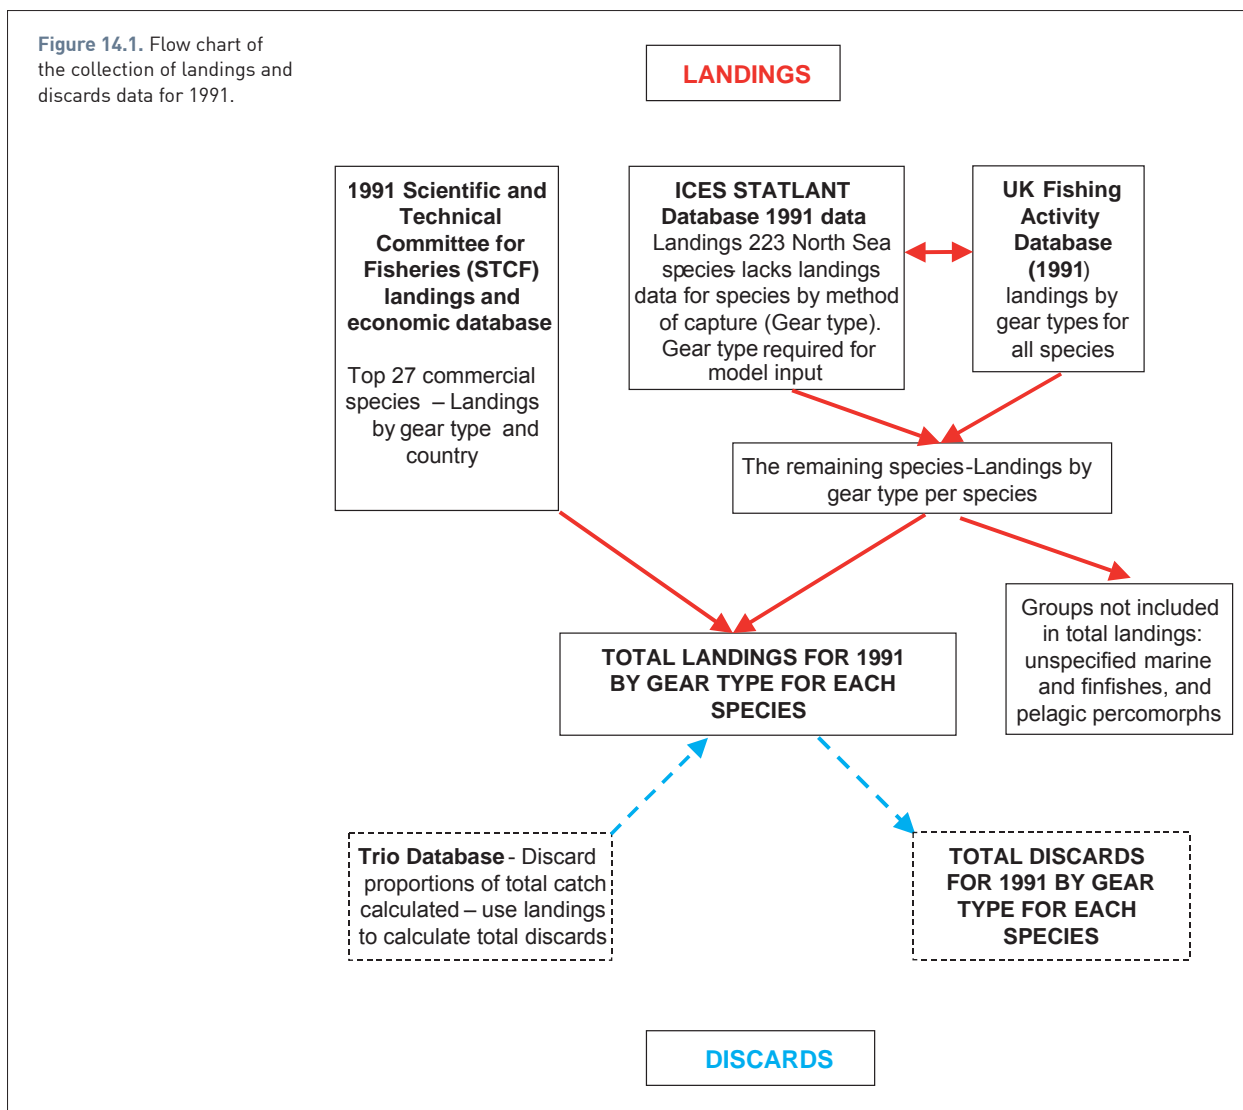 Figure 14.1. Flow chart of
the collection of landings and
discards data for 1991.
LANDINGS
1991 Scientific and
Technical
Committee for
Fisheries (STCF)
landings and
economic database
Top 27 commercial
species – Landings
by gear type and
country
ICES STATLANT
Database 1991 data
Landings 223 North Sea
species- lacks landings
data for species by method
of capture (Gear type).
Gear type required for
model input
UK Fishing
Activity
Database
(1991)
landings by
gear types for
all species
The remaining species-Landings by
gear type per species
Groups not included
in total landings:
unspecified marine
and finfishes, and
pelagic percomorphs
TOTAL LANDINGS FOR 1991
BY GEAR TYPE FOR EACH
SPECIES
Trio Database - Discard
proportions of total catch
calculated – use landings
to calculate total discards
TOTAL DISCARDS
FOR 1991 BY GEAR
TYPE FOR EACH
SPECIES
DISCARDS